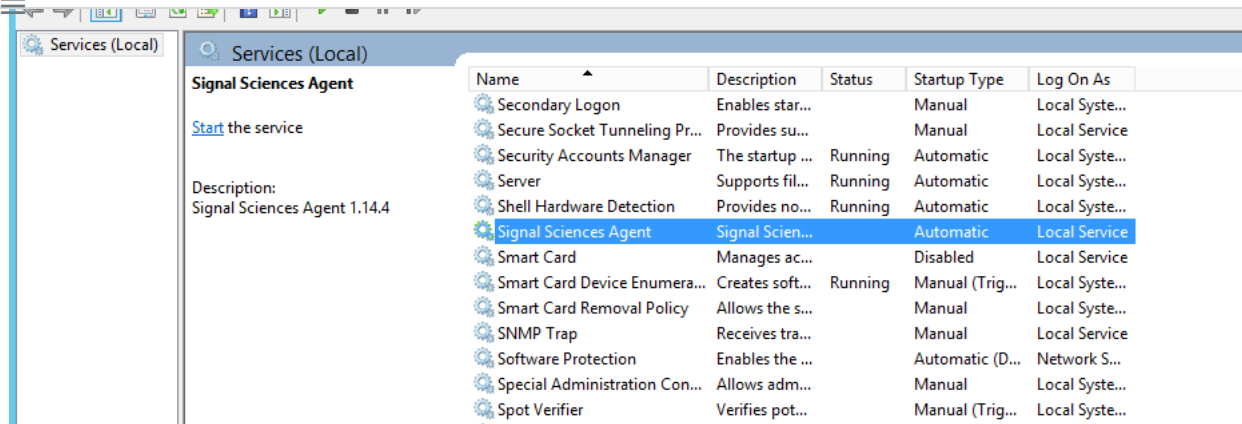 Services (Local)
Services (Local)
Signal Sciences Agent
Start the service
Description:
Signal Sciences Agent 1.14.4
Name Description Status Startup Type Log On As
Secondary Logon Enables star... Manual Local Syste...
Secure Socket Tunneling Pr... Provides su... Manual Local Service
Security Accounts Manager The startup ... Running Automatic Local Syste...
Server Supports fil... Running Automatic Local Syste...
Shell Hardware Detection Provides no... Running Automatic Local Syste...
Signal Sciences Agent Signal Scien... Automatic Local Service
Smart Card Manages ac... Disabled Local Service
Smart Card Device Enumera... Creates soft... Running Manual (Trig... Local Syste...
Smart Card Removal Policy Allows the s... Manual Local Syste...
SNMP Trap Receives tra... Manual Local Service
Software Protection Enables the ... Automatic (D... Network S...
Special Administration Con... Allows adm... Manual Local Syste...
Spot Verifier Verifies pot... Manual (Trig... Local Syste...